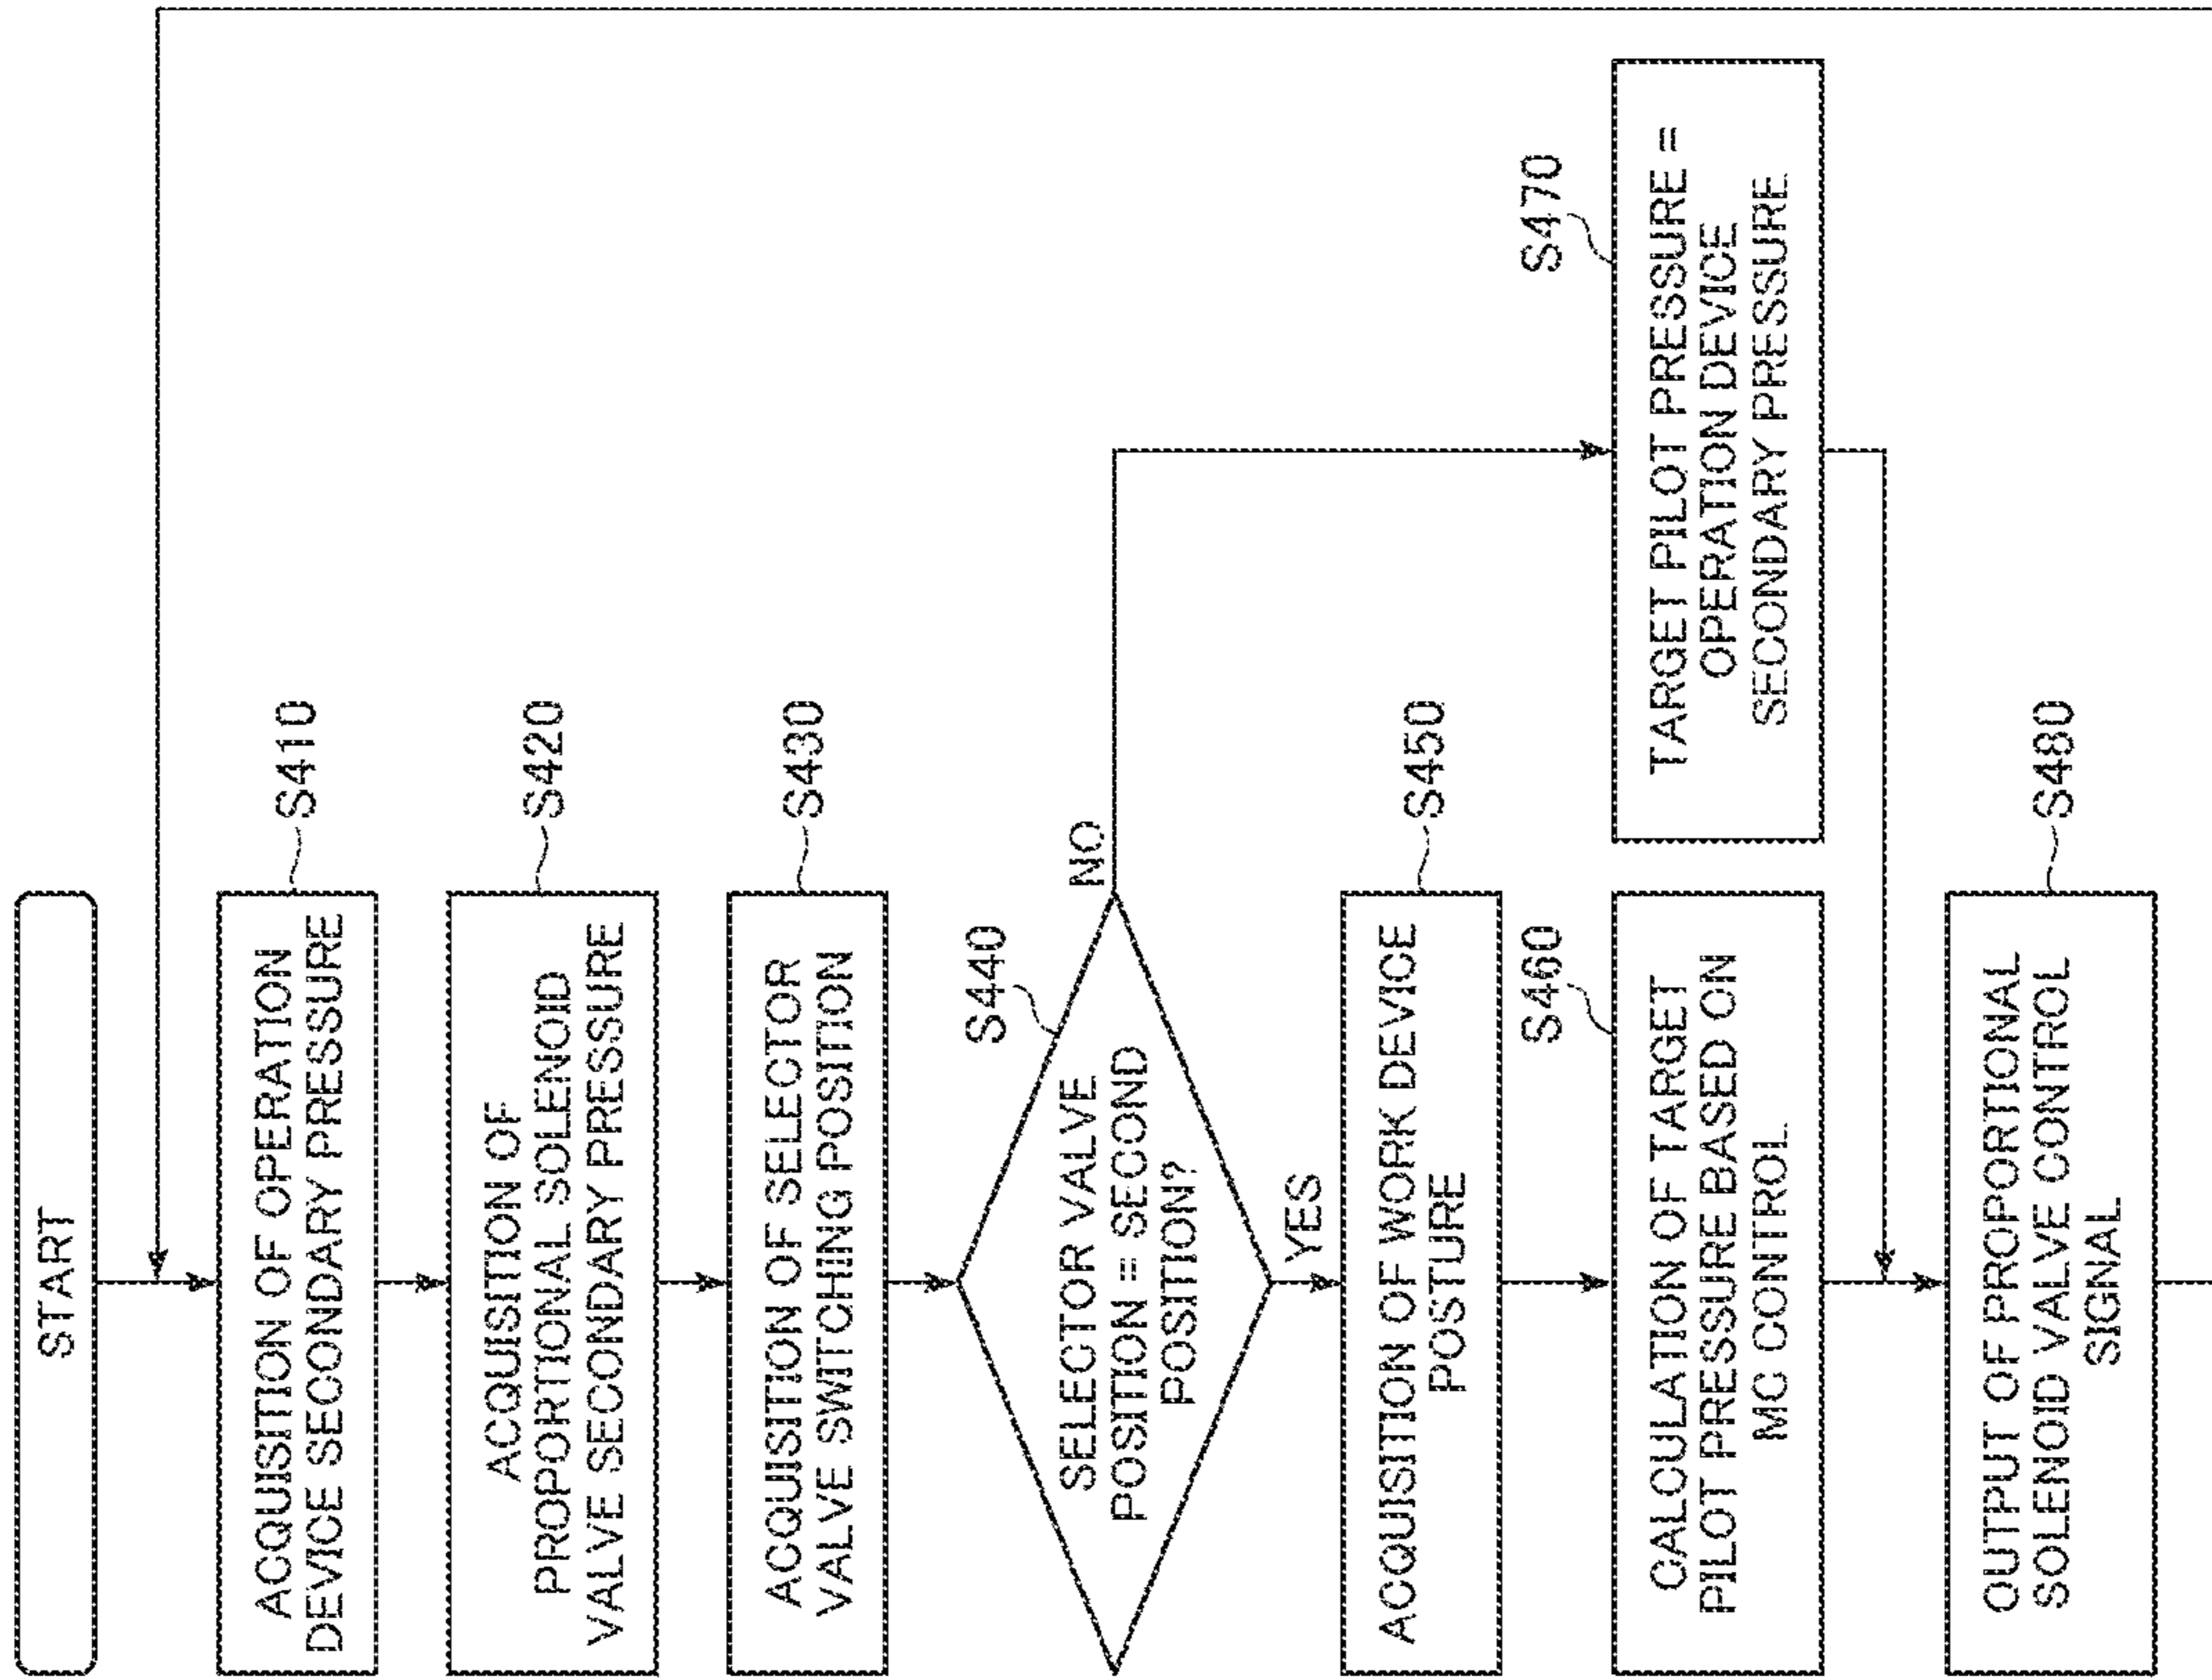 START
ACQUISITION OF OPERATION
DEVICE SECONDARY PRESSURE
S410
ACQUISITION OF
PROPORTIONAL SOLENOID
VALVE SECONDARY PRESSURE
S420
ACQUISITION OF SELECTOR
VALVE SWITCHING POSITION
S430
SELECTOR VALVE
POSITION = SECOND
POSITION?
S440
NO
YES
ACQUISITION OF WORK DEVICE
POSTURE
S450
CALCULATION OF TARGET
PILOT PRESSURE BASED ON
MC CONTROL
S460
TARGET PILOT PRESSURE =
OPERATION DEVICE
SECONDARY PRESSURE
S470
OUTPUT OF PROPORTIONAL
SOLENOID VALVE CONTROL
SIGNAL
S480